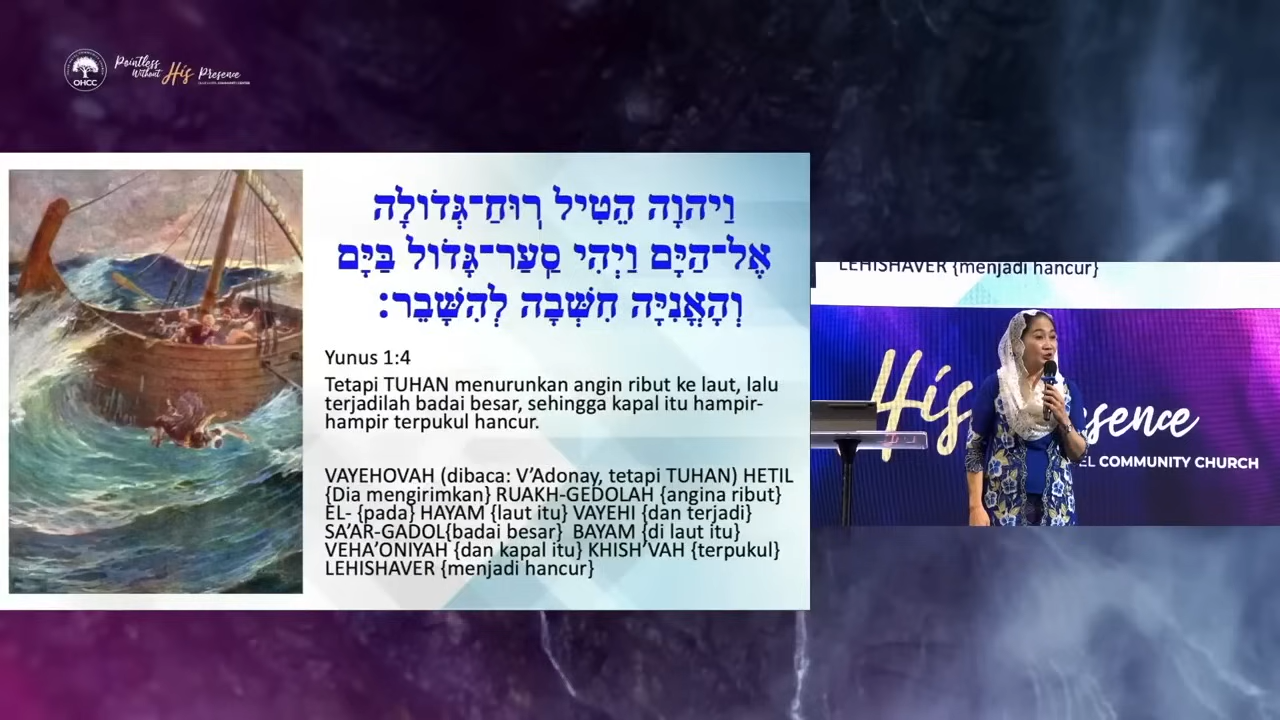 OHCC
Pointless
Without His Presence
וַיהוָה הֵטִיל רֽוּחַ־גְּדוֹלָה
אֶל־הַיָּם וַיְהִי סַֽעַר־גָּדוֹל בַּיָּם
וְהָאֳנִיָּה חִשְּׁבָה לְהִשָּׁבֵר׃
Yunus 1:4
Tetapi TUHAN menurunkan angin ribut ke laut, lalu
terjadilah badai besar, sehingga kapal itu hampir-
hampir terpukul hancur.
VAYEHOVAH (dibaca: V’Adonay, tetapi TUHAN) HETIL
{Dia mengirimkan} RUAKH-GEDOLAH {angina ribut}
EL- {pada} HAYAM {laut itu} VAYEHI {dan terjadi}
SA’AR-GADOL{badai besar} BAYAM {di laut itu}
VEHA’ONIYAH {dan kapal itu} KHISH’VAH {terpukul}
LEHISHAVER {menjadi hancur}
LEHISHAVER {menjadi hancur}
His
EL COMMUNITY CHURCH